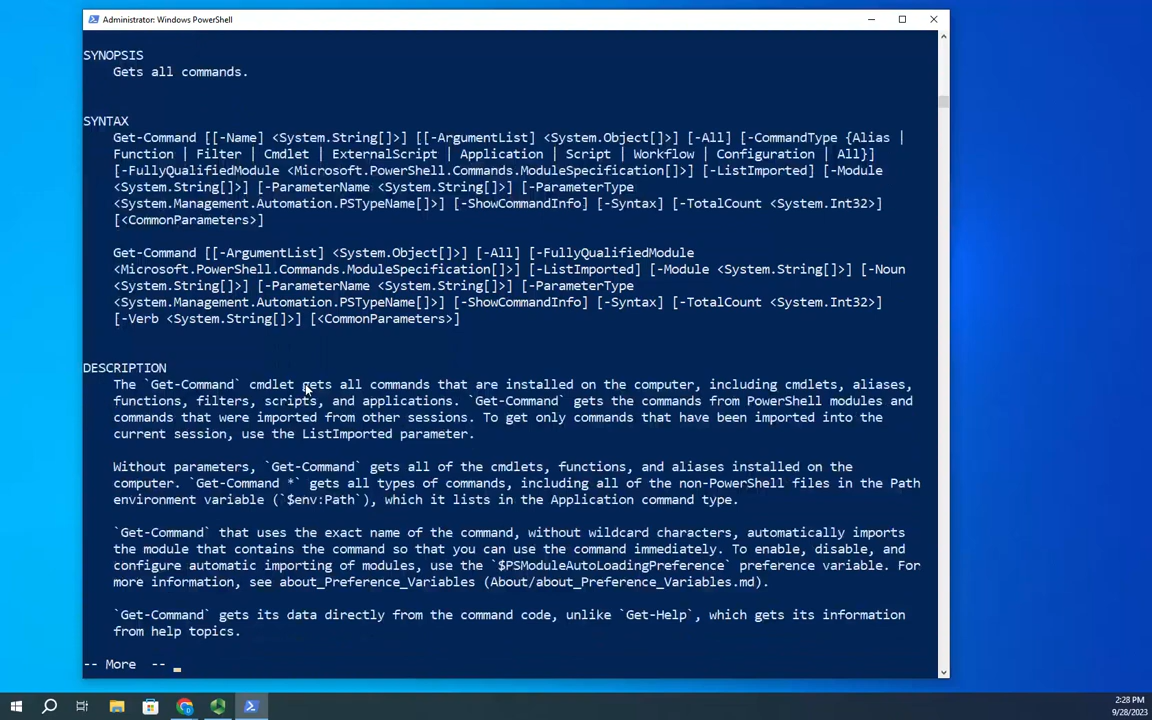 Administrator: Windows PowerShell
SYNOPSIS
Gets all commands.
SYNTAX
Get-Command [[-Name] <System.String[]>] [[-ArgumentList] <System.Object[]>] [-All] [-CommandType {Alias |
Function | Filter | Cmdlet | ExternalScript | Application | Script | Workflow | Configuration | All}]
[-FullyQualifiedModule <Microsoft.PowerShell.Commands.ModuleSpecification[]>] [-ListImported] [-Module
<System.String[]>] [-ParameterName <System.String[]>] [-ParameterType
<System.Management.Automation.PSTypeName[]>] [-ShowCommandInfo] [-Syntax] [-TotalCount <System.Int32>]
[<CommonParameters>]
Get-Command [[-ArgumentList] <System.Object[]>] [-All] [-FullyQualifiedModule
<Microsoft.PowerShell.Commands.ModuleSpecification[]>] [-ListImported] [-Module <System.String[]>] [-Noun
<System.String[]>] [-ParameterName <System.String[]>] [-ParameterType
<System.Management.Automation.PSTypeName[]>] [-ShowCommandInfo] [-Syntax] [-TotalCount <System.Int32>]
[-Verb <System.String[]>] [<CommonParameters>]
DESCRIPTION
The `Get-Command` cmdlet gets all commands that are installed on the computer, including cmdlets, aliases,
functions, filters, scripts, and applications. `Get-Command` gets the commands from PowerShell modules and
commands that were imported from other sessions. To get only commands that have been imported into the
current session, use the ListImported parameter.
Without parameters, `Get-Command` gets all of the cmdlets, functions, and aliases installed on the
computer. `Get-Command *` gets all types of commands, including all of the non-PowerShell files in the Path
environment variable (`$env:Path`), which it lists in the Application command type.
`Get-Command` that uses the exact name of the command, without wildcard characters, automatically imports
the module that contains the command so that you can use the command immediately. To enable, disable, and
configure automatic importing of modules, use the `$PSModuleAutoLoadingPreference` preference variable. For
more information, see about_Preference_Variables (About/about_Preference_Variables.md).
`Get-Command` gets its data directly from the command code, unlike `Get-Help`, which gets its information
from help topics.
-- More  --
2:28 PM
9/28/2023